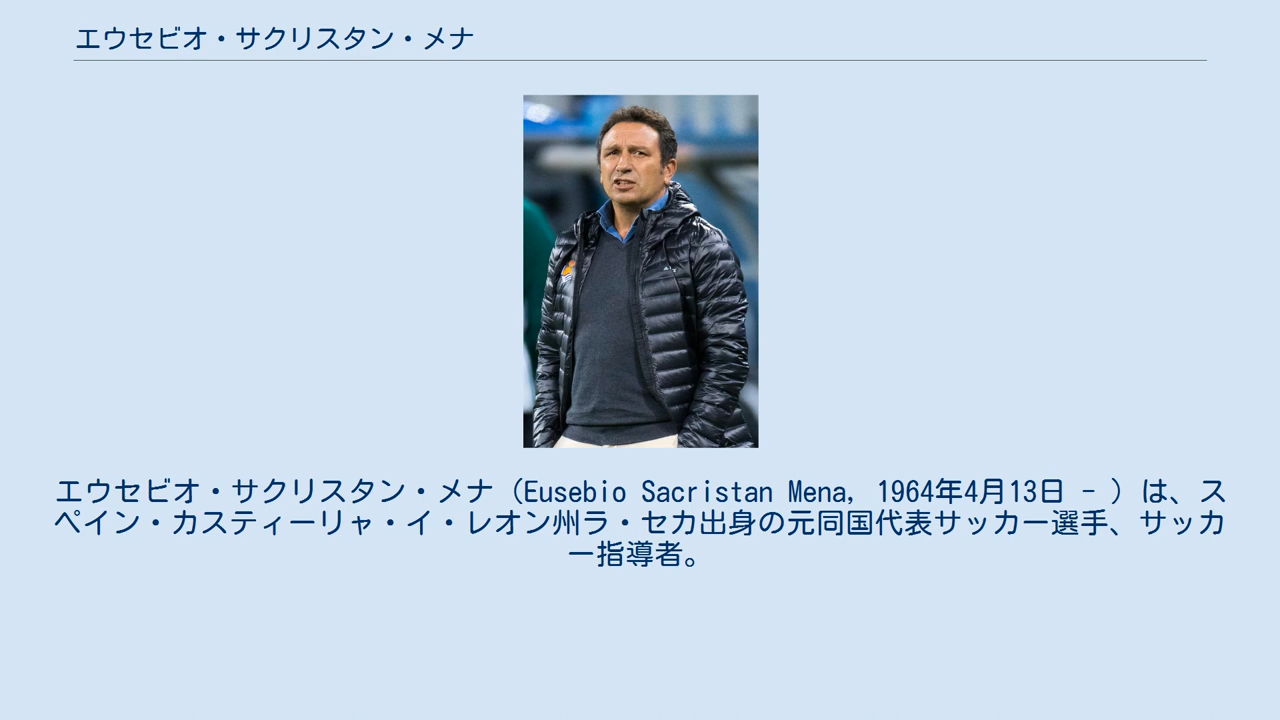 エウセビオ・サクリスタン・メナ
エウセビオ・サクリスタン・メナ（Eusebio Sacristan Mena, 1964年4月13日 - ）は、ス
ペイン・カスティーリャ・イ・レオン州ラ・セカ出身の元同国代表サッカー選手、サッカ
ー指導者。